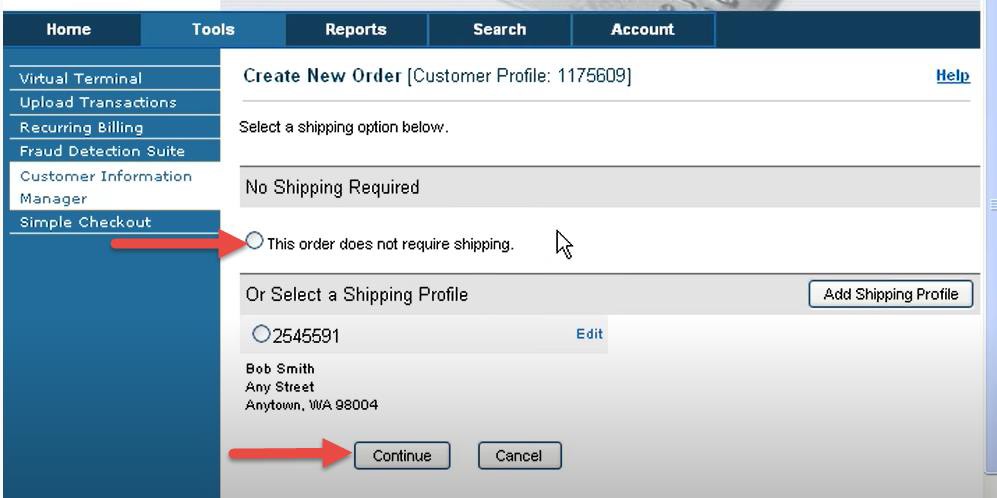 Home
Tools
Reports
Search
Account
Virtual Terminal
Upload Transactions
Recurring Billing
Fraud Detection Suite
Customer Information
Manager
Simple Checkout
Create New Order [Customer Profile: 1175609]
Help
Select a shipping option below.
No Shipping Required
This order does not require shipping.
Or Select a Shipping Profile
Add Shipping Profile
2545591
Edit
Bob Smith
Any Street
Anytown, WA 98004
Continue
Cancel